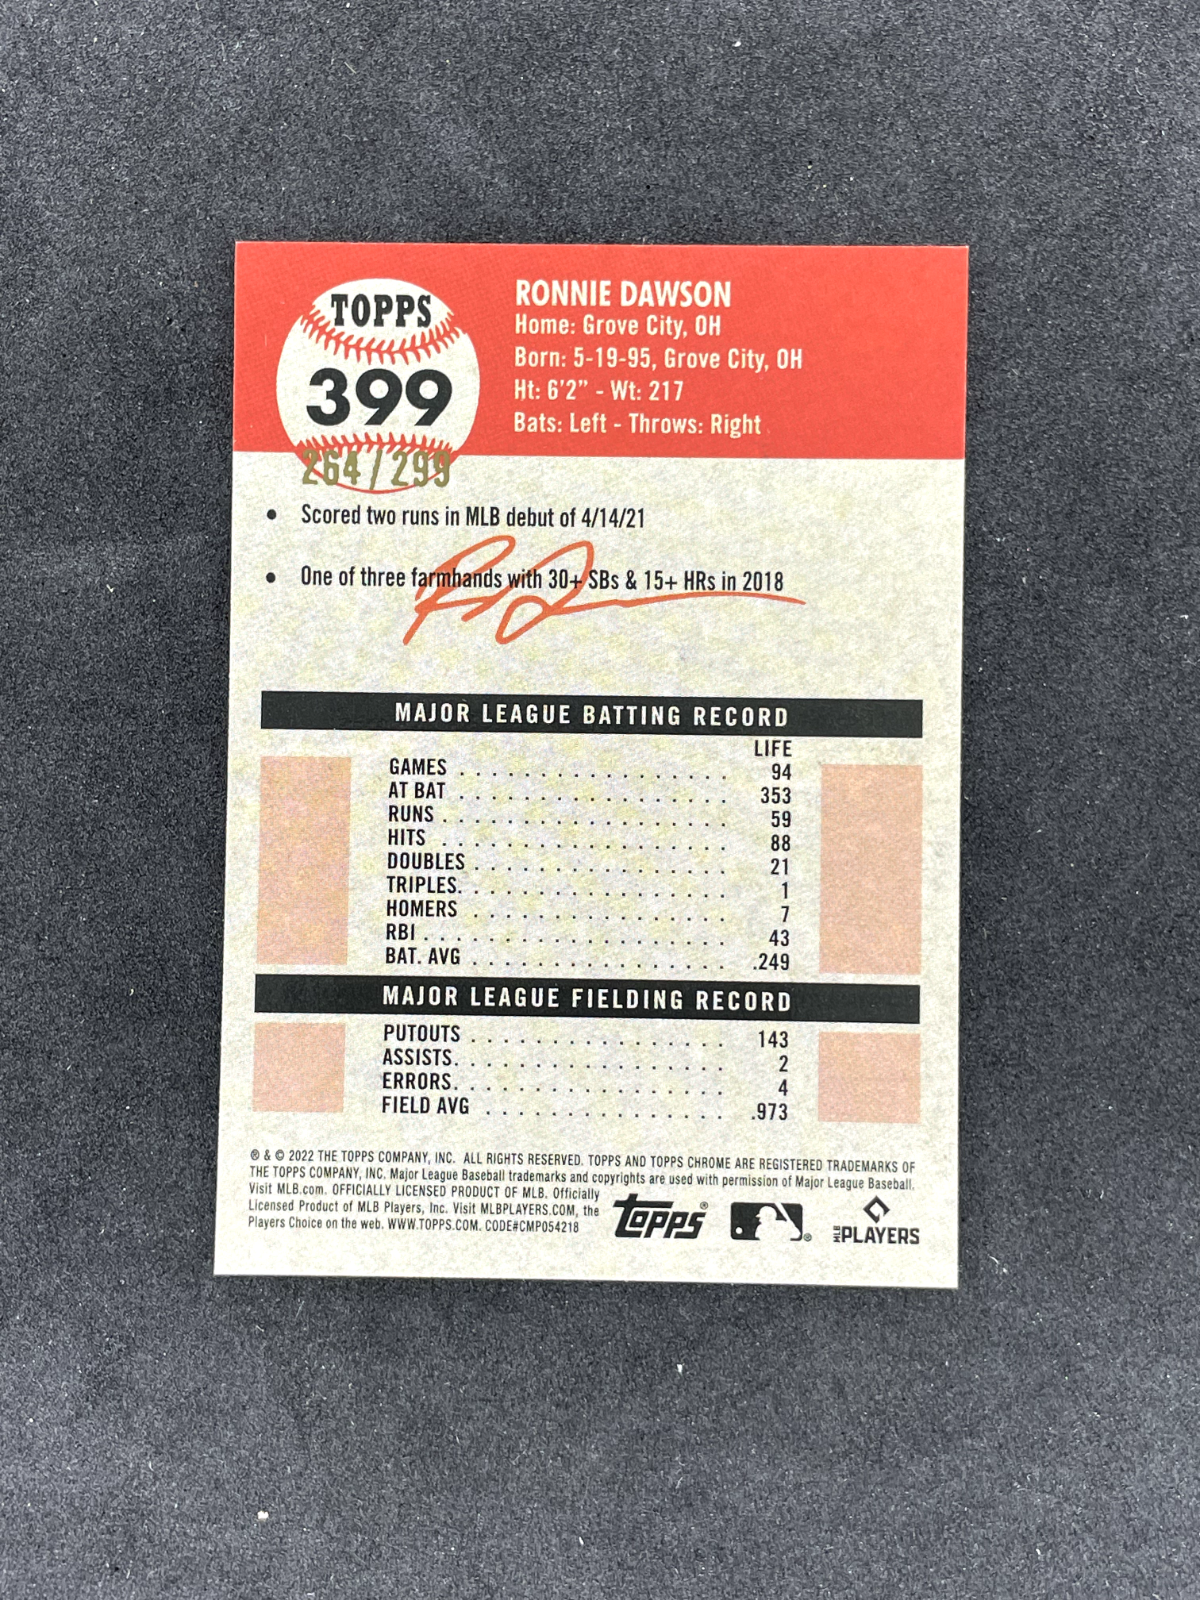 TOPPS
399
264/299
RONNIE DAWSON
Home: Grove City, OH
Born: 5-19-95, Grove City, OH
Ht: 6'2" - Wt: 217
Bats: Left - Throws: Right
• Scored two runs in MLB debut of 4/14/21
• One of three farmhands with 30+ SBs & 15+ HRs in 2018
MAJOR LEAGUE BATTING RECORD
LIFE
GAMES . . . . . . . . . . . . . . . . . . . . 94
AT BAT . . . . . . . . . . . . . . . . . . . . 353
RUNS . . . . . . . . . . . . . . . . . . . . . 59
HITS . . . . . . . . . . . . . . . . . . . . . 88
DOUBLES . . . . . . . . . . . . . . . . . . . 21
TRIPLES. . . . . . . . . . . . . . . . . . . . 1
HOMERS . . . . . . . . . . . . . . . . . . . 7
RBI . . . . . . . . . . . . . . . . . . . . . . 43
BAT. AVG . . . . . . . . . . . . . . . . . . . .249
MAJOR LEAGUE FIELDING RECORD
PUTOUTS . . . . . . . . . . . . . . . . . . . 143
ASSISTS. . . . . . . . . . . . . . . . . . . . 2
ERRORS. . . . . . . . . . . . . . . . . . . . 4
FIELD AVG . . . . . . . . . . . . . . . . . . .973
® & © 2022 THE TOPPS COMPANY, INC. ALL RIGHTS RESERVED. TOPPS AND TOPPS CHROME ARE REGISTERED TRADEMARKS OF
THE TOPPS COMPANY, INC. Major League Baseball trademarks and copyrights are used with permission of Major League Baseball.
Visit MLB.com. OFFICIALLY LICENSED PRODUCT OF MLB. Officially
Licensed Product of MLB Players, Inc. Visit MLBPLAYERS.COM, the
Players Choice on the web. WWW.TOPPS.COM. CODE#CMP054218
topps®
®
MLB PLAYERS